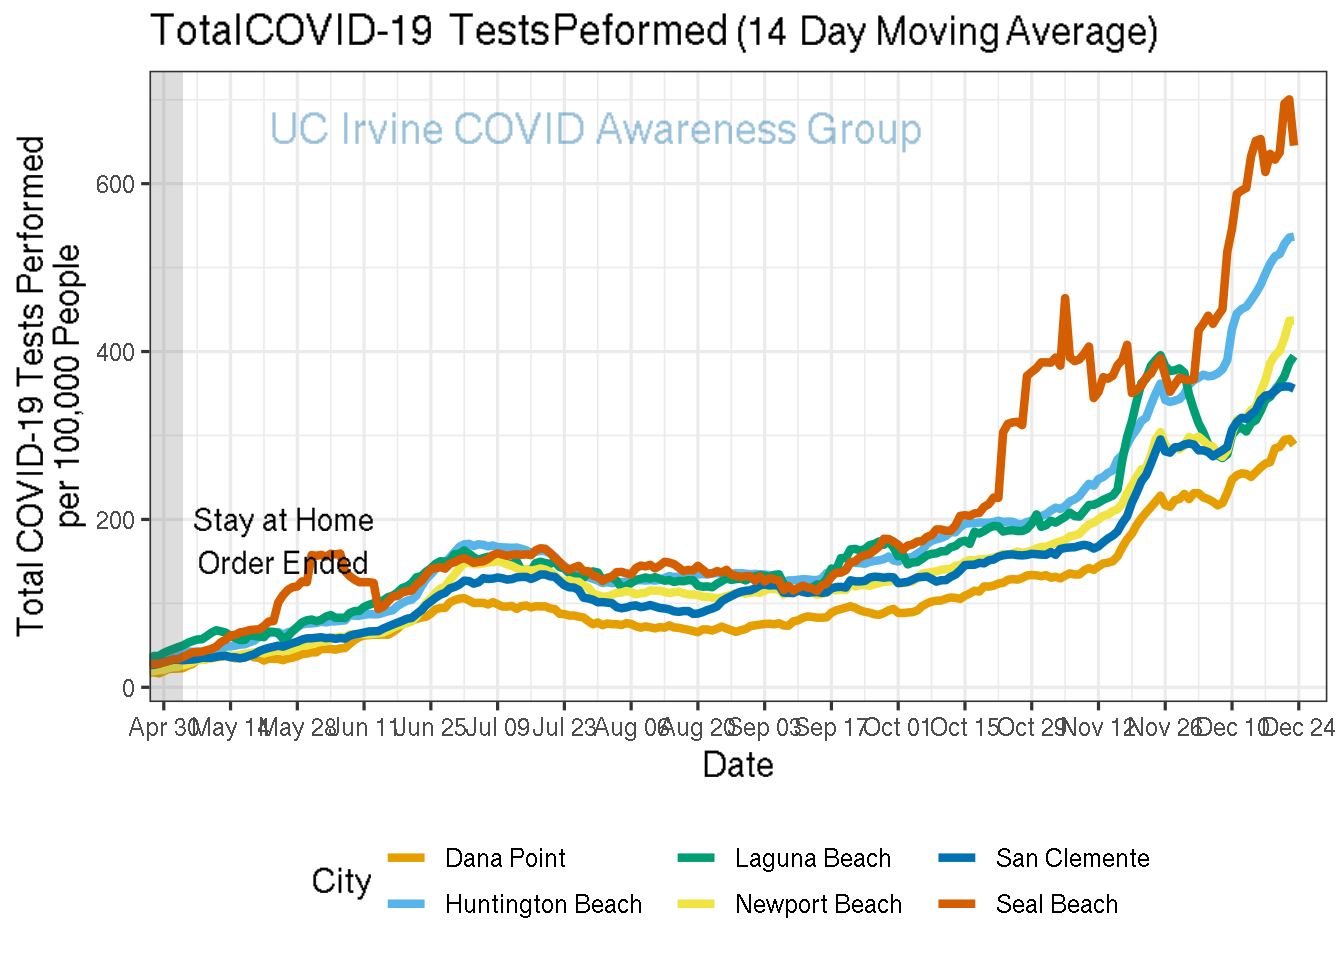 Total COVID-19 Tests Peformed (14 Day Moving Average)
UC Irvine COVID Awareness Group
Total COVID-19 Tests Performed
per 100,000 People
600
400
200
0
Stay at Home
Order Ended
Apr 30 May 14 May 28 Jun 11 Jun 25 Jul 09 Jul 23 Aug 06 Aug 20 Sep 03 Sep 17 Oct 01 Oct 15 Oct 29 Nov 12 Nov 26 Dec 10 Dec 24
Date
City
Dana Point Laguna Beach San Clemente
Huntington Beach Newport Beach Seal Beach